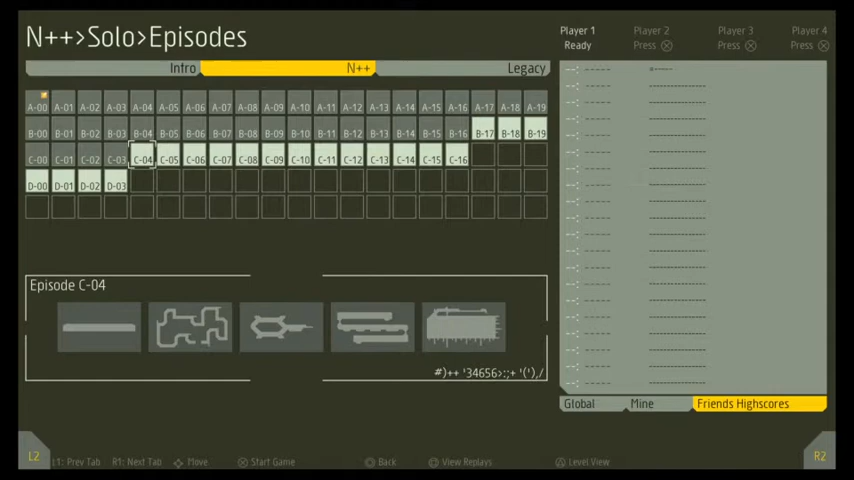 N++>Solo>Episodes
Player 1 Player 2 Player 3 Player 4
Ready Press Press Press
Intro N++ Legacy
A-00 A-01 A-02 A-03 A-04 A-05 A-06 A-07 A-08 A-09 A-10 A-11 A-12 A-13 A-14 A-15 A-16 A-17 A-18 A-19
B-00 B-01 B-02 B-03 B-04 B-05 B-06 B-07 B-08 B-09 B-10 B-11 B-12 B-13 B-14 B-15 B-16 B-17 B-18 B-19
C-00 C-01 C-02 C-03 C-04 C-05 C-06 C-07 C-08 C-09 C-10 C-11 C-12 C-13 C-14 C-15 C-16
D-00 D-01 D-02 D-03
Episode C-04
#)++ '34656>:;+ '('),/
Global Mine Friends Highscores
L2 L1: Prev Tab R1: Next Tab Move Start Game Back View Replays Level View R2